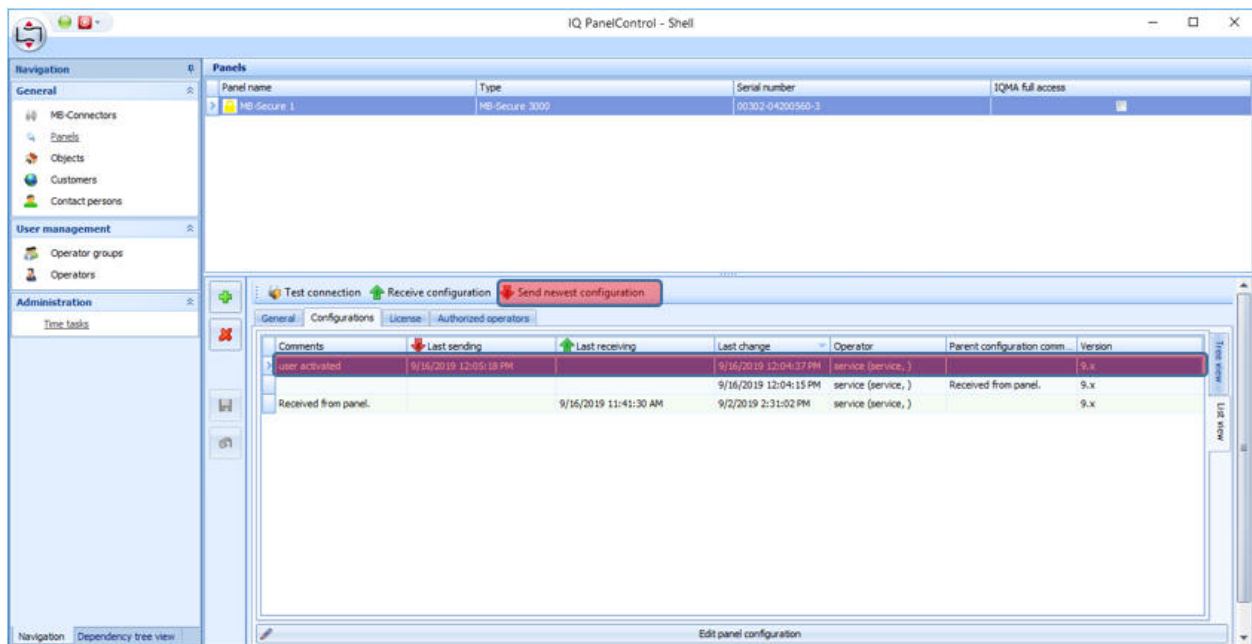 IQ PanelControl - Shell
Navigation
General
MB-Connectors
Panels
Objects
Customers
Contact persons
User management
Operator groups
Operators
Administration
Time tasks
Navigation Dependency tree view
Panels
Panel name Type Serial number IQMA full access
MB-Secure 1 MB-Secure 3000 00302-04200560-3
Test connection Receive configuration Send newest configuration
General Configurations License Authorized operators
Comments Last sending Last receiving Last change Operator Parent configuration comm... Version
user activated 9/16/2019 12:05:18 PM 9/16/2019 12:04:37 PM service (service, ) 9.x
9/16/2019 12:04:15 PM service (service, ) Received from panel. 9.x
Received from panel. 9/16/2019 11:41:30 AM 9/2/2019 2:31:02 PM service (service, ) 9.x
Tree view
List view
Edit panel configuration